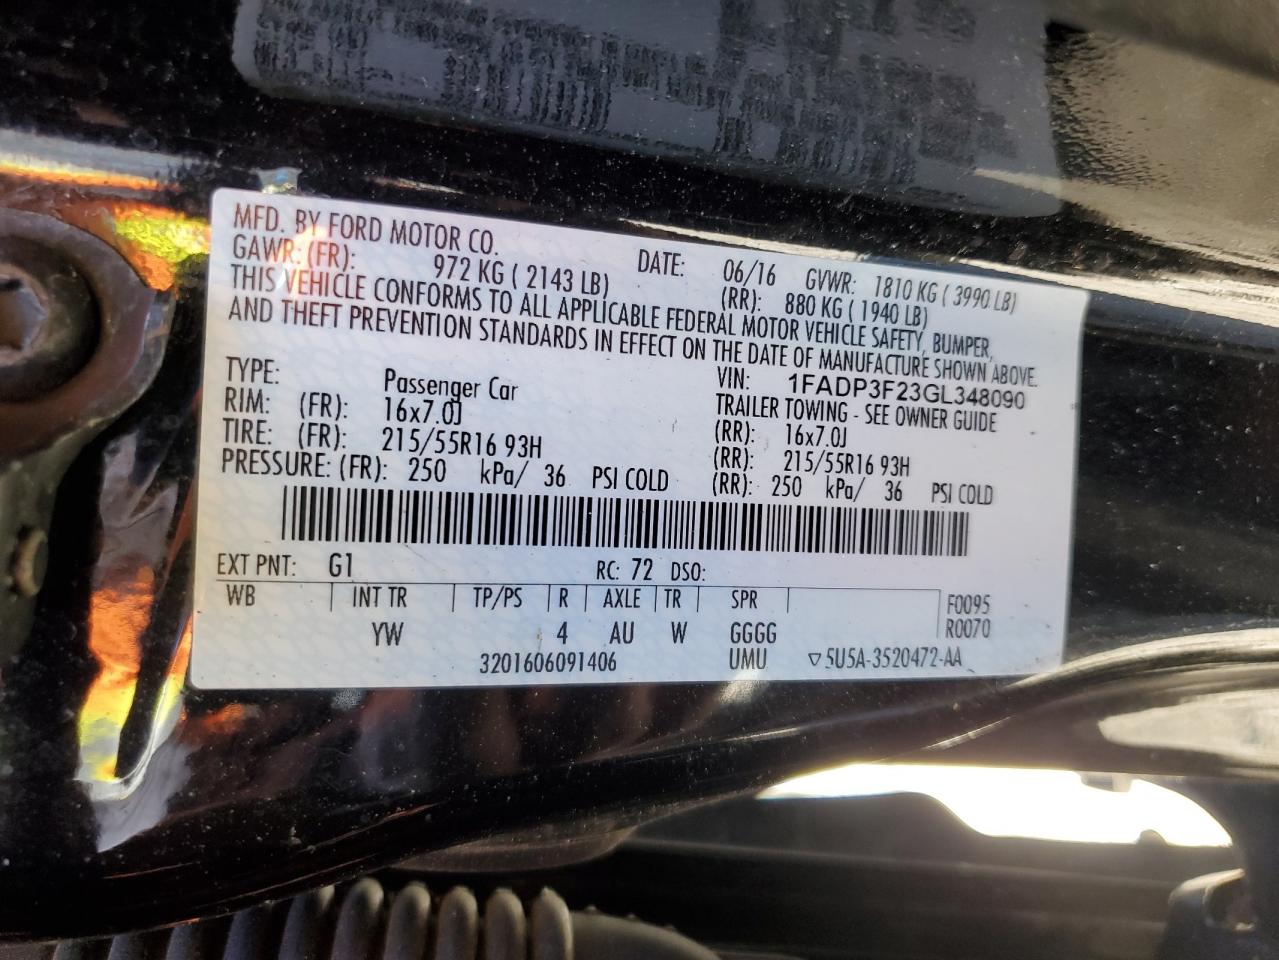 MFD. BY FORD MOTOR CO.
DATE: 06/16 GVWR: 1810 KG ( 3990 LB)
GAWR: (FR): 972 KG ( 2143 LB) (RR): 880 KG ( 1940 LB)
THIS VEHICLE CONFORMS TO ALL APPLICABLE FEDERAL MOTOR VEHICLE SAFETY, BUMPER,
AND THEFT PREVENTION STANDARDS IN EFFECT ON THE DATE OF MANUFACTURE SHOWN ABOVE.
VIN: 1FADP3F23GL348090
TYPE: Passenger Car TRAILER TOWING - SEE OWNER GUIDE
RIM: (FR): 16x7.0J (RR): 16x7.0J
TIRE: (FR): 215/55R16 93H (RR): 215/55R16 93H
PRESSURE: (FR): 250 kPa/ 36 PSI COLD (RR): 250 kPa/ 36 PSI COLD
EXT PNT: G1 RC: 72 DSO:
WB INT TR TP/PS R AXLE TR SPR F0095
YW 4 AU W GGGG R0070
3201606091406 UMU ▽5U5A-3520472-AA